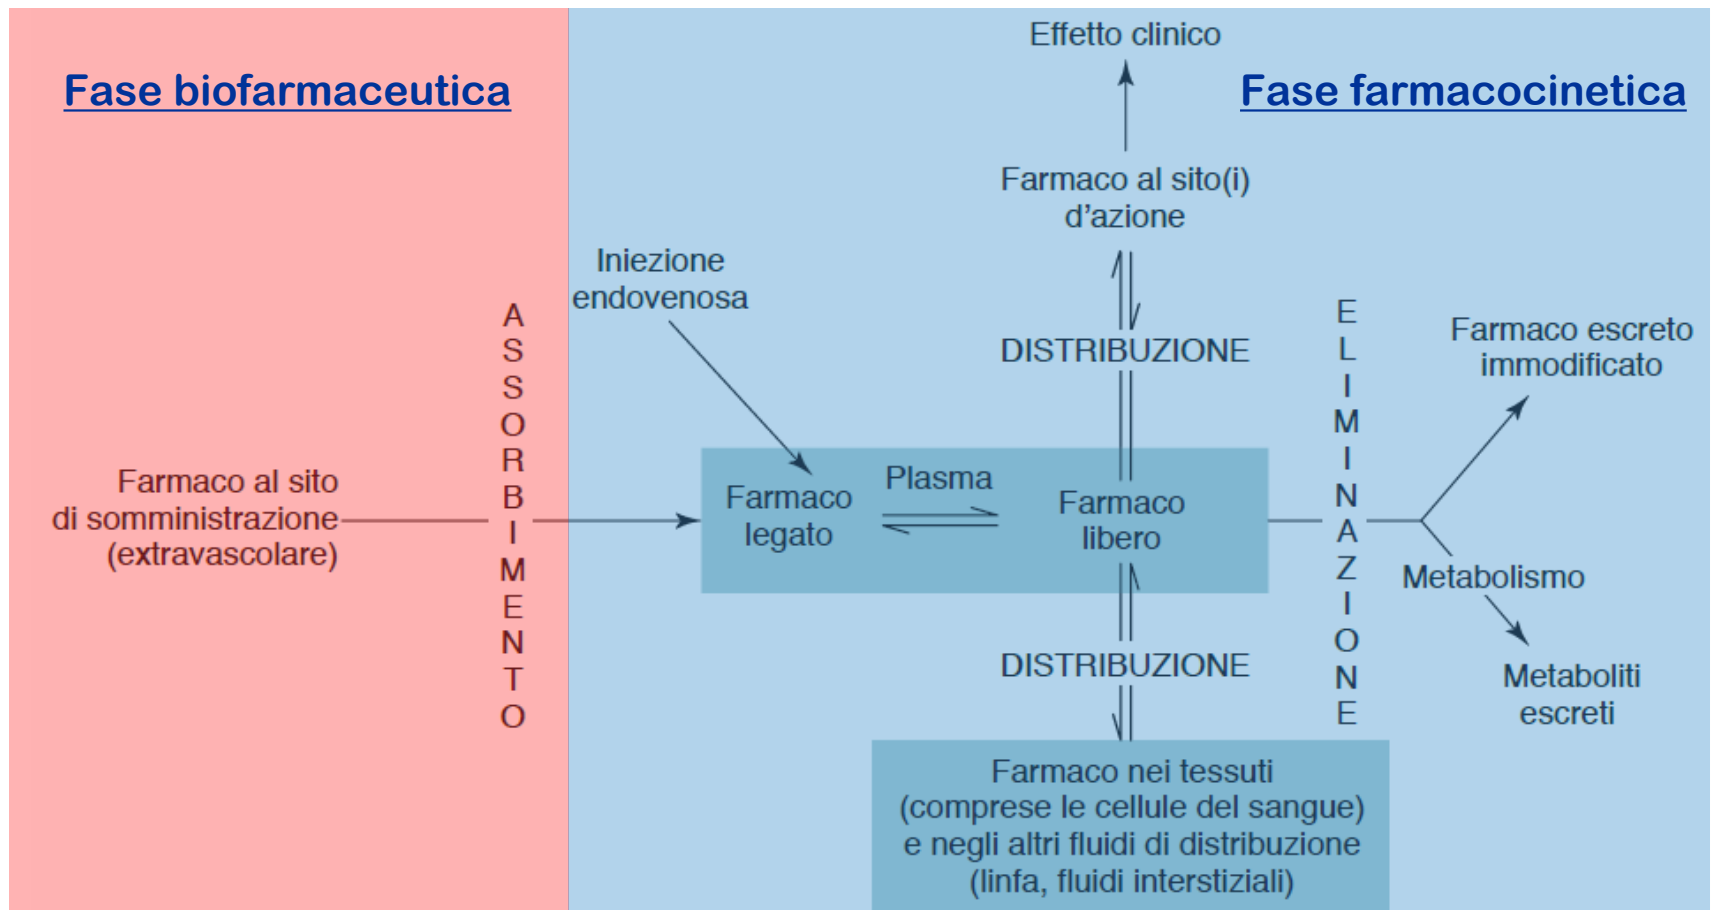 Fase biofarmaceutica
Fase farmacocinetica
Effetto clinico
Farmaco al sito(i)
d'azione
Iniezione
endovenosa
DISTRIBUZIONE
ASSORBIMENTO
ELIMINAZIONE
Farmaco escreto
immodificato
Farmaco al sito
di somministrazione
(extravascolare)
Plasma
Farmaco
legato
Farmaco
libero
Metabolismo
DISTRIBUZIONE
Metaboliti
escreti
Farmaco nei tessuti
(comprese le cellule del sangue)
e negli altri fluidi di distribuzione
(linfa, fluidi interstiziali)